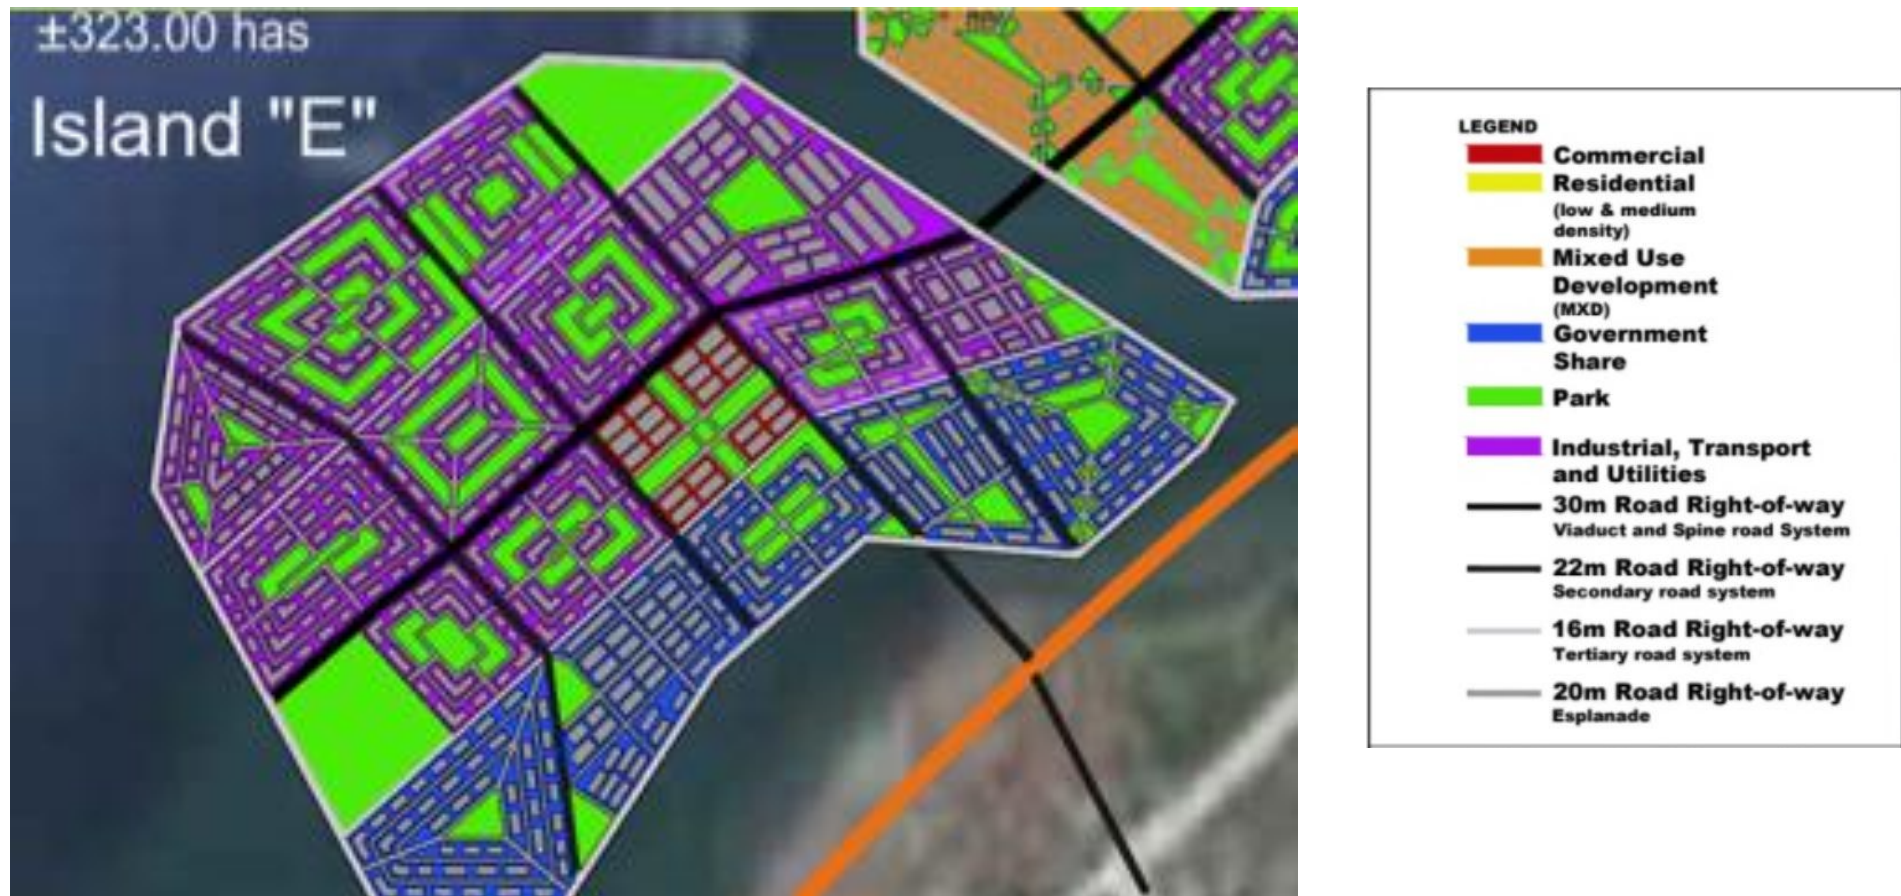 ±323.00 has
Island "E"
LEGEND
Commercial
Residential
(low & medium
density)
Mixed Use
Development
(MXD)
Government
Share
Park
Industrial, Transport
and Utilities
30m Road Right-of-way
Viaduct and Spine road System
22m Road Right-of-way
Secondary road system
16m Road Right-of-way
Tertiary road system
20m Road Right-of-way
Esplanade